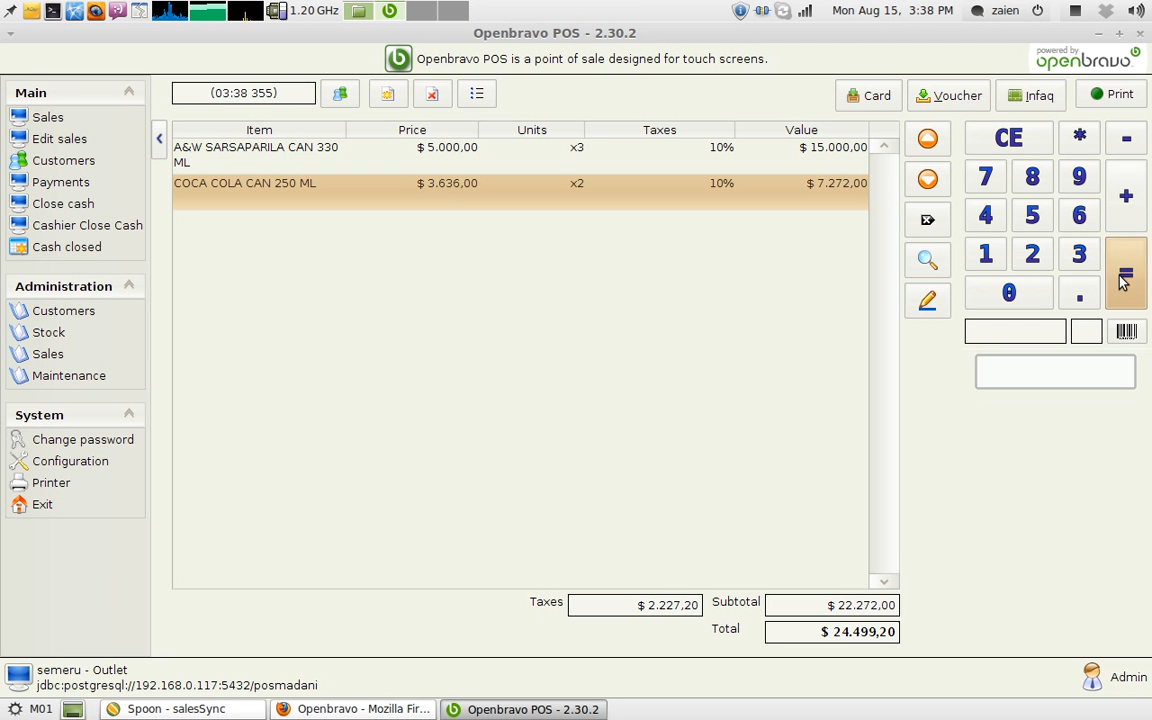 1.20 GHz
Mon Aug 15, 3:38 PM
zaien
Openbravo POS - 2.30.2
Openbravo POS is a point of sale designed for touch screens.
powered by
openbravo
Main
Sales
Edit sales
Customers
Payments
Close cash
Cashier Close Cash
Cash closed
Administration
Customers
Stock
Sales
Maintenance
System
Change password
Configuration
Printer
Exit
(03:38 355)
Card
Voucher
Infaq
Print
Item Price Units Taxes Value
A&W SARSAPARILA CAN 330 $ 5.000,00 x3 10% $ 15.000,00
ML
COCA COLA CAN 250 ML $ 3.636,00 x2 10% $ 7.272,00
CE * -
7 8 9 +
4 5 6
1 2 3 =
0 .
Taxes $ 2.227,20 Subtotal $ 22.272,00
Total $ 24.499,20
semeru - Outlet
jdbc:postgresql://192.168.0.117:5432/posmadani
Admin
M01
Spoon - salesSync
Openbravo - Mozilla Fir...
Openbravo POS - 2.30.2